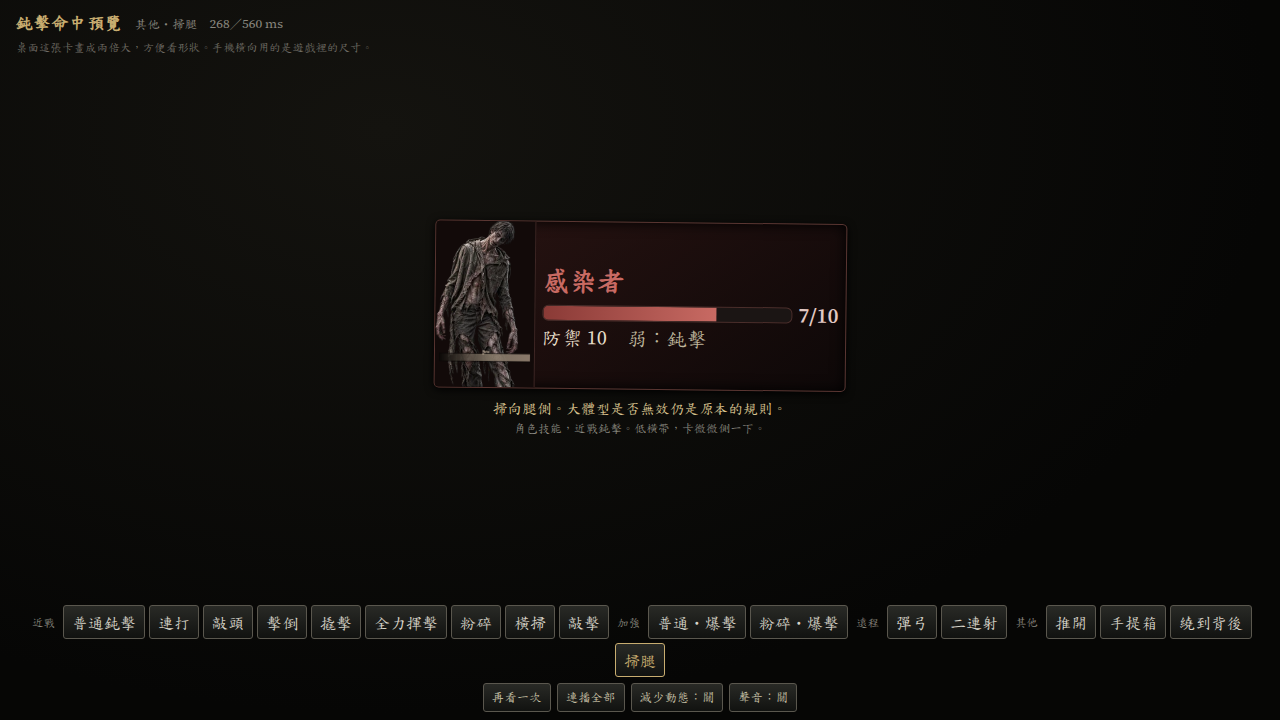 鈍擊命中預覽 其他・掃腿 268／560 ms
桌面這張卡畫成兩倍大，方便看形狀。手機橫向用的是遊戲裡的尺寸。
感染者
7/10
防禦 10 弱：鈍擊
掃向腿側。大體型是否無效仍是原本的規則。
角色技能，近戰鈍擊。低橫帶，卡微微側一下。
近戰 普通鈍擊 連打 敲頭 擊倒 撬擊 全力揮擊 粉碎 橫掃 敲擊 加強 普通・爆擊 粉碎・爆擊 遠程 彈弓 二連射 其他 推開 手提箱 繞到背後
掃腿
再看一次 連播全部 減少動態：關 聲音：關